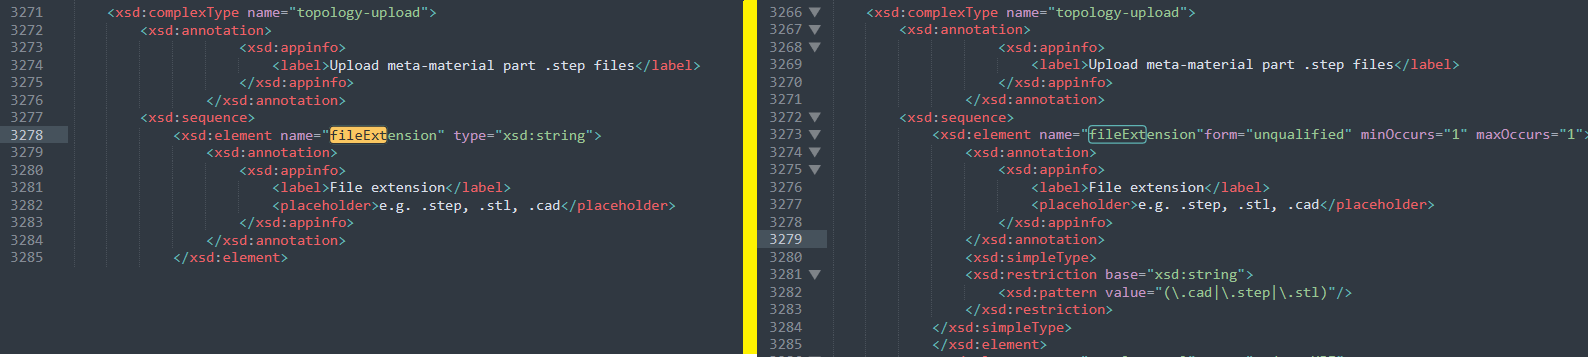 3271 <xsd:complexType name="topology-upload">
3272 <xsd:annotation>
3273 <xsd:appinfo>
3274 <label>Upload meta-material part .step files</label>
3275 </xsd:appinfo>
3276 </xsd:annotation>
3277 <xsd:sequence>
3278 <xsd:element name="fileExtension" type="xsd:string">
3279 <xsd:annotation>
3280 <xsd:appinfo>
3281 <label>File extension</label>
3282 <placeholder>e.g. .step, .stl, .cad</placeholder>
3283 </xsd:appinfo>
3284 </xsd:annotation>
3285 </xsd:element>
3266 <xsd:complexType name="topology-upload">
3267 <xsd:annotation>
3268 <xsd:appinfo>
3269 <label>Upload meta-material part .step files</label>
3270 </xsd:appinfo>
3271 </xsd:annotation>
3272 <xsd:sequence>
3273 <xsd:element name="fileExtension"form="unqualified" minOccurs="1" maxOccurs="1">
3274 <xsd:annotation>
3275 <xsd:appinfo>
3276 <label>File extension</label>
3277 <placeholder>e.g. .step, .stl, .cad</placeholder>
3278 </xsd:appinfo>
3279 </xsd:annotation>
3280 <xsd:simpleType>
3281 <xsd:restriction base="xsd:string">
3282 <xsd:pattern value="(\.cad|\.step|\.stl)"/>
3283 </xsd:restriction>
3284 </xsd:simpleType>
3285 </xsd:element>